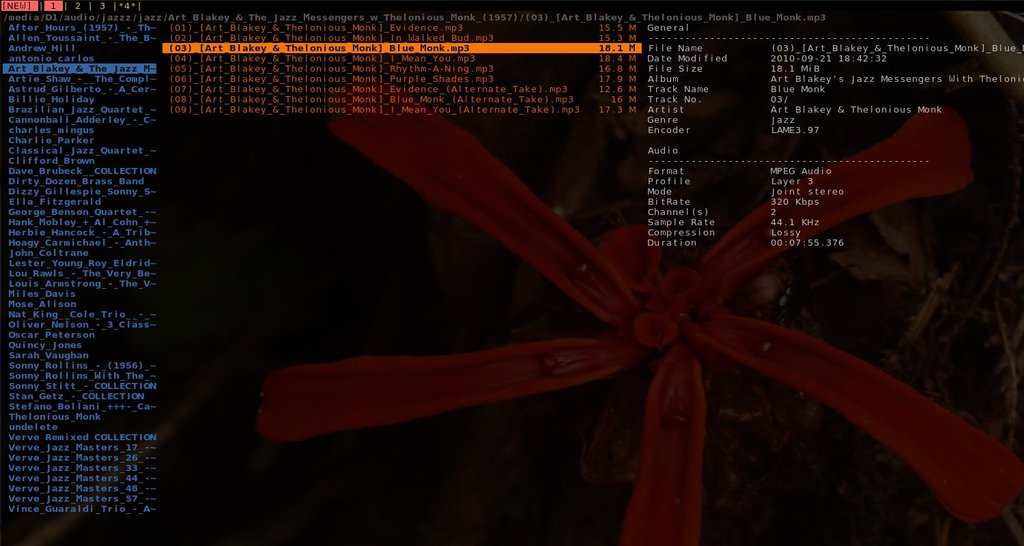 [NEW] | 1 | 2 | 3 |*4*|
/media/D1/audio/jazzz/jazz/Art_Blakey_&_The_Jazz_Messengers_w_Thelonious_Monk_(1957)/(03)_[Art_Blakey_&_Thelonious_Monk]_Blue_Monk.mp3
After_Hours_(1957)_-_Th~
Allen_Toussaint_-_The_B~
Andrew_Hill
antonio_carlos
Art_Blakey_&_The_Jazz_M~
Artie_Shaw_-_The_Compl~
Astrud_Gilberto_-_A_Cer~
Billie_Holiday
Brazilian_Jazz_Quartet_~
Cannonball_Adderley_-_C~
charles_mingus
Charlie_Parker
Classical_Jazz_Quartet_~
Clifford_Brown
Dave_Brubeck__COLLECTION
Dirty_Dozen_Brass_Band
Dizzy_Gillespie_Sonny_S~
Ella_Fitzgerald
George_Benson_Quartet_-~
Hank_Mobley_+_Al_Cohn_+~
Herbie_Hancock_-_A_Trib~
Hoagy_Carmichael_-_Anth~
John_Coltrane
Lester_Young_Roy_Eldrid~
Lou_Rawls_-_The_Very_Be~
Louis_Armstrong_-_The_V~
Miles_Davis
Mose_Alison
Nat_King__Cole_Trio__-_~
Oliver_Nelson_-_3_Class~
Oscar_Peterson
Quincy_Jones
Sarah_Vaughan
Sonny_Rollins_-_(1956)_~
Sonny_Rollins_With_The_~
Sonny_Stitt_-_COLLECTION
Stan_Getz_-_COLLECTION
Stefano_Bollani_+++-_Ca~
Thelonious_Monk
undelete
Verve Remixed COLLECTION
Verve_Jazz_Masters_17_-~
Verve_Jazz_Masters_26_-~
Verve_Jazz_Masters_33_-~
Verve_Jazz_Masters_44_-~
Verve_Jazz_Masters_48_-~
Verve_Jazz_Masters_57_-~
Vince_Guaraldi_Trio_-_A~
(01)_[Art_Blakey_&_Thelonious_Monk]_Evidence.mp3 15.5 M
(02)_[Art_Blakey_&_Thelonious_Monk]_In_Walked_Bud.mp3 15.3 M
(03)_[Art_Blakey_&_Thelonious_Monk]_Blue_Monk.mp3 18.1 M
(04)_[Art_Blakey_&_Thelonious_Monk]_I_Mean_You.mp3 18.4 M
(05)_[Art_Blakey_&_Thelonious_Monk]_Rhythm-A-Ning.mp3 16.8 M
(06)_[Art_Blakey_&_Thelonious_Monk]_Purple_Shades.mp3 17.9 M
(07)_[Art_Blakey_&_Thelonious_Monk]_Evidence_(Alternate_Take).mp3 12.6 M
(08)_[Art_Blakey_&_Thelonious_Monk]_Blue_Monk_(Alternate_Take).mp3 16 M
(09)_[Art_Blakey_&_Thelonious_Monk]_I_Mean_You_(Alternate_Take).mp3 17.3 M
General
---------------------------------------------
File Name (03)_[Art_Blakey_&_Thelonious_Monk]_Blue_M
Date Modified 2010-09-21 18:42:32
File Size 18.1 MiB
Album Art Blakey's Jazz Messengers With Thelonio
Track Name Blue Monk
Track No. 03/
Artist Art Blakey & Thelonious Monk
Genre Jazz
Encoder LAME3.97
Audio
---------------------------------------------
Format MPEG Audio
Profile Layer 3
Mode Joint stereo
BitRate 320 Kbps
Channel(s) 2
Sample Rate 44.1 KHz
Compression Lossy
Duration 00:07:55.376